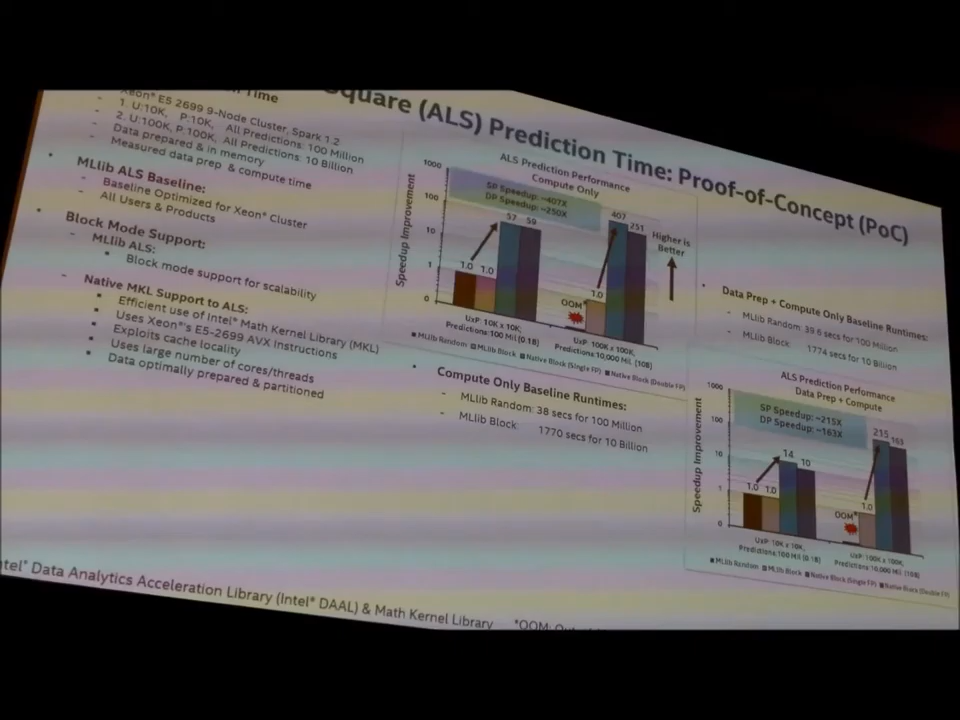 Square (ALS) Prediction Time: Proof-of-Concept (PoC)
Time
Xeon® E5 2699 9-Node Cluster, Spark 1.2
- 1. U:10K, P:10K, All Predictions: 100 Million
- 2. U:100K, P:100K, All Predictions: 10 Billion
- Data prepared & in memory
- Measured data prep & compute time
• MLlib ALS Baseline:
- Baseline Optimized for Xeon® Cluster
- All Users & Products
• Block Mode Support:
- MLlib ALS:
▪ Block mode support for scalability
- Native MKL Support to ALS:
▪ Efficient use of Intel® Math Kernel Library (MKL)
▪ Uses Xeon®'s E5-2699 AVX Instructions
▪ Exploits cache locality
▪ Uses large number of cores/threads
▪ Data optimally prepared & partitioned
ALS Prediction Performance
Compute Only
Speedup Improvement
1000
100
10
1
0
SP Speedup: ~407X
DP Speedup: ~250X
1.0 1.0 57 59
OOM* 1.0 407 251
Higher is
Better
UxP: 10K x 10K,
Predictions:100 Mil (0.1B)
UxP: 100K x 100K,
Predictions:10,000 Mil (10B)
MLlib Random MLlib Block Native Block (Single FP) Native Block (Double FP)
• Compute Only Baseline Runtimes:
- MLlib Random: 38 secs for 100 Million
- MLlib Block: 1770 secs for 10 Billion
• Data Prep + Compute Only Baseline Runtimes:
- MLlib Random: 39.6 secs for 100 Million
- MLlib Block: 1774 secs for 10 Billion
ALS Prediction Performance
Data Prep + Compute
Speedup Improvement
1000
100
10
1
0
SP Speedup: ~215X
DP Speedup: ~163X
1.0 1.0 14 10
OOM* 1.0 215 163
UxP: 10K x 10K,
Predictions:100 Mil (0.1B)
UxP: 100K x 100K,
Predictions:10,000 Mil (10B)
MLlib Random MLlib Block Native Block (Single FP) Native Block (Double FP)
ntel® Data Analytics Acceleration Library (Intel® DAAL) & Math Kernel Library
*OOM: